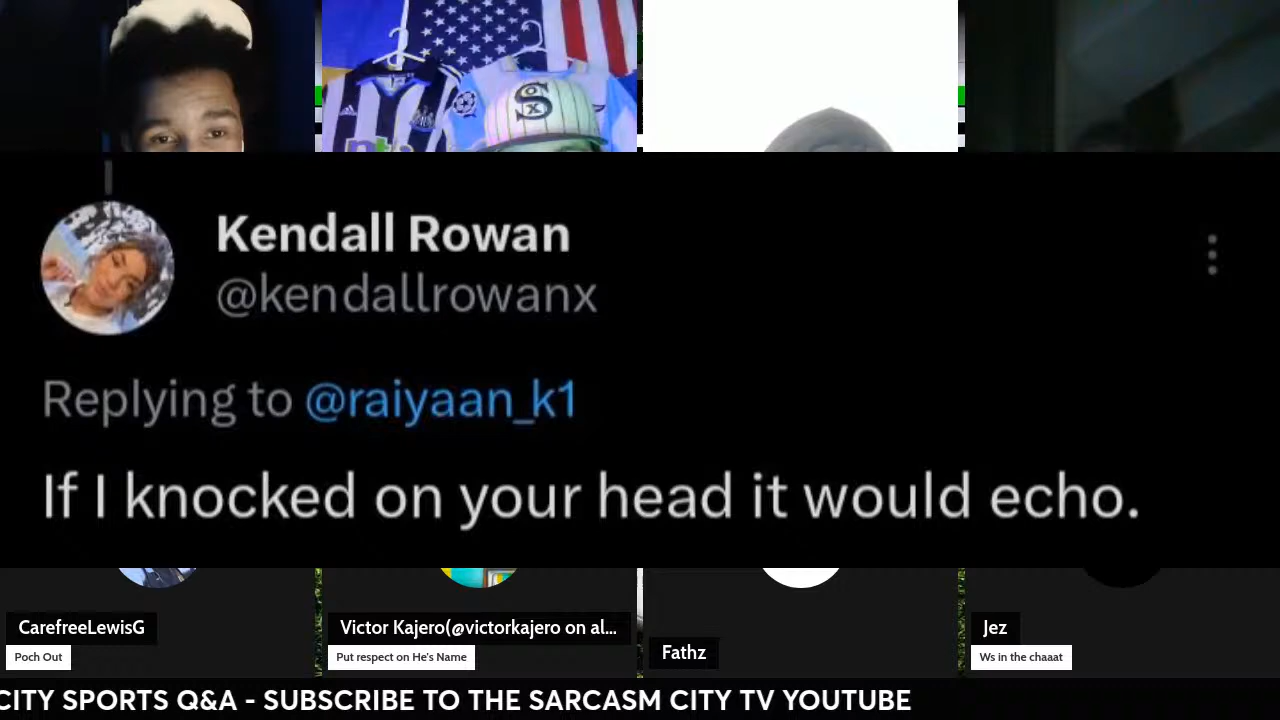 SOX
Kendall Rowan
@kendallrowanx
Replying to @raiyaan_k1
If I knocked on your head it would echo.
CarefreeLewisG
Poch Out
Victor Kajero(@victorkajero on al...
Put respect on He's Name
Fathz
Jez
Ws in the chaaat
CITY SPORTS Q&A - SUBSCRIBE TO THE SARCASM CITY TV YOUTUBE